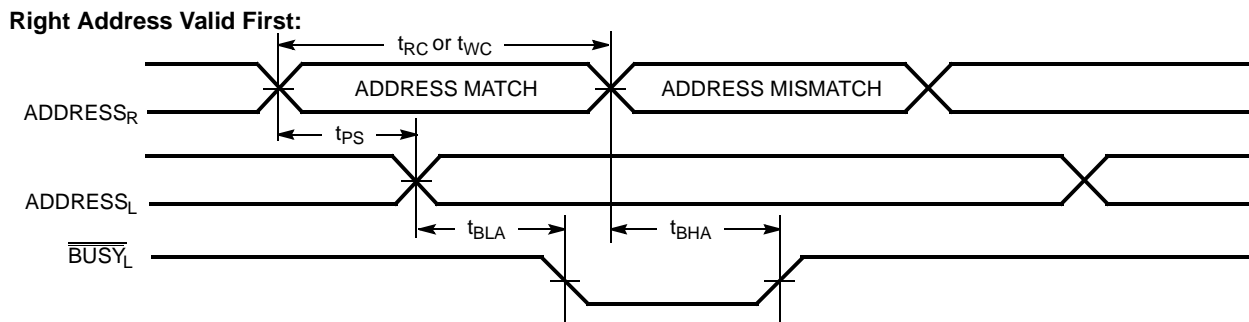 Right Address Valid First:
tRC or tWC
ADDRESSR
ADDRESS MATCH
ADDRESS MISMATCH
tPS
ADDRESSL
tBLA
tBHA
BUSYL